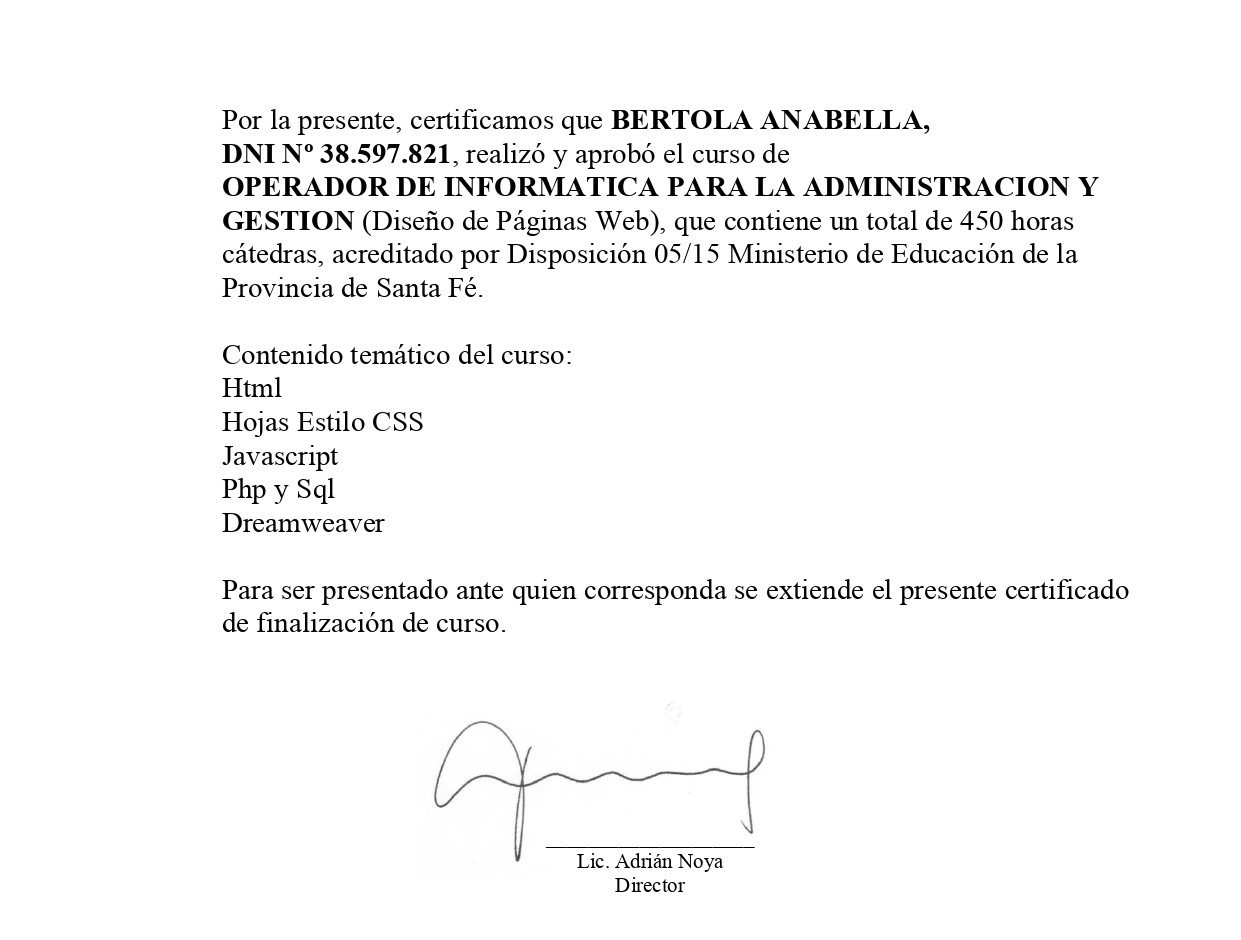 Por la presente, certificamos que BERTOLA ANABELLA,
DNI Nº 38.597.821, realizó y aprobó el curso de
OPERADOR DE INFORMATICA PARA LA ADMINISTRACION Y
GESTION (Diseño de Páginas Web), que contiene un total de 450 horas
cátedras, acreditado por Disposición 05/15 Ministerio de Educación de la
Provincia de Santa Fé.
Contenido temático del curso:
Html
Hojas Estilo CSS
Javascript
Php y Sql
Dreamweaver
Para ser presentado ante quien corresponda se extiende el presente certificado
de finalización de curso.
Lic. Adrián Noya
Director